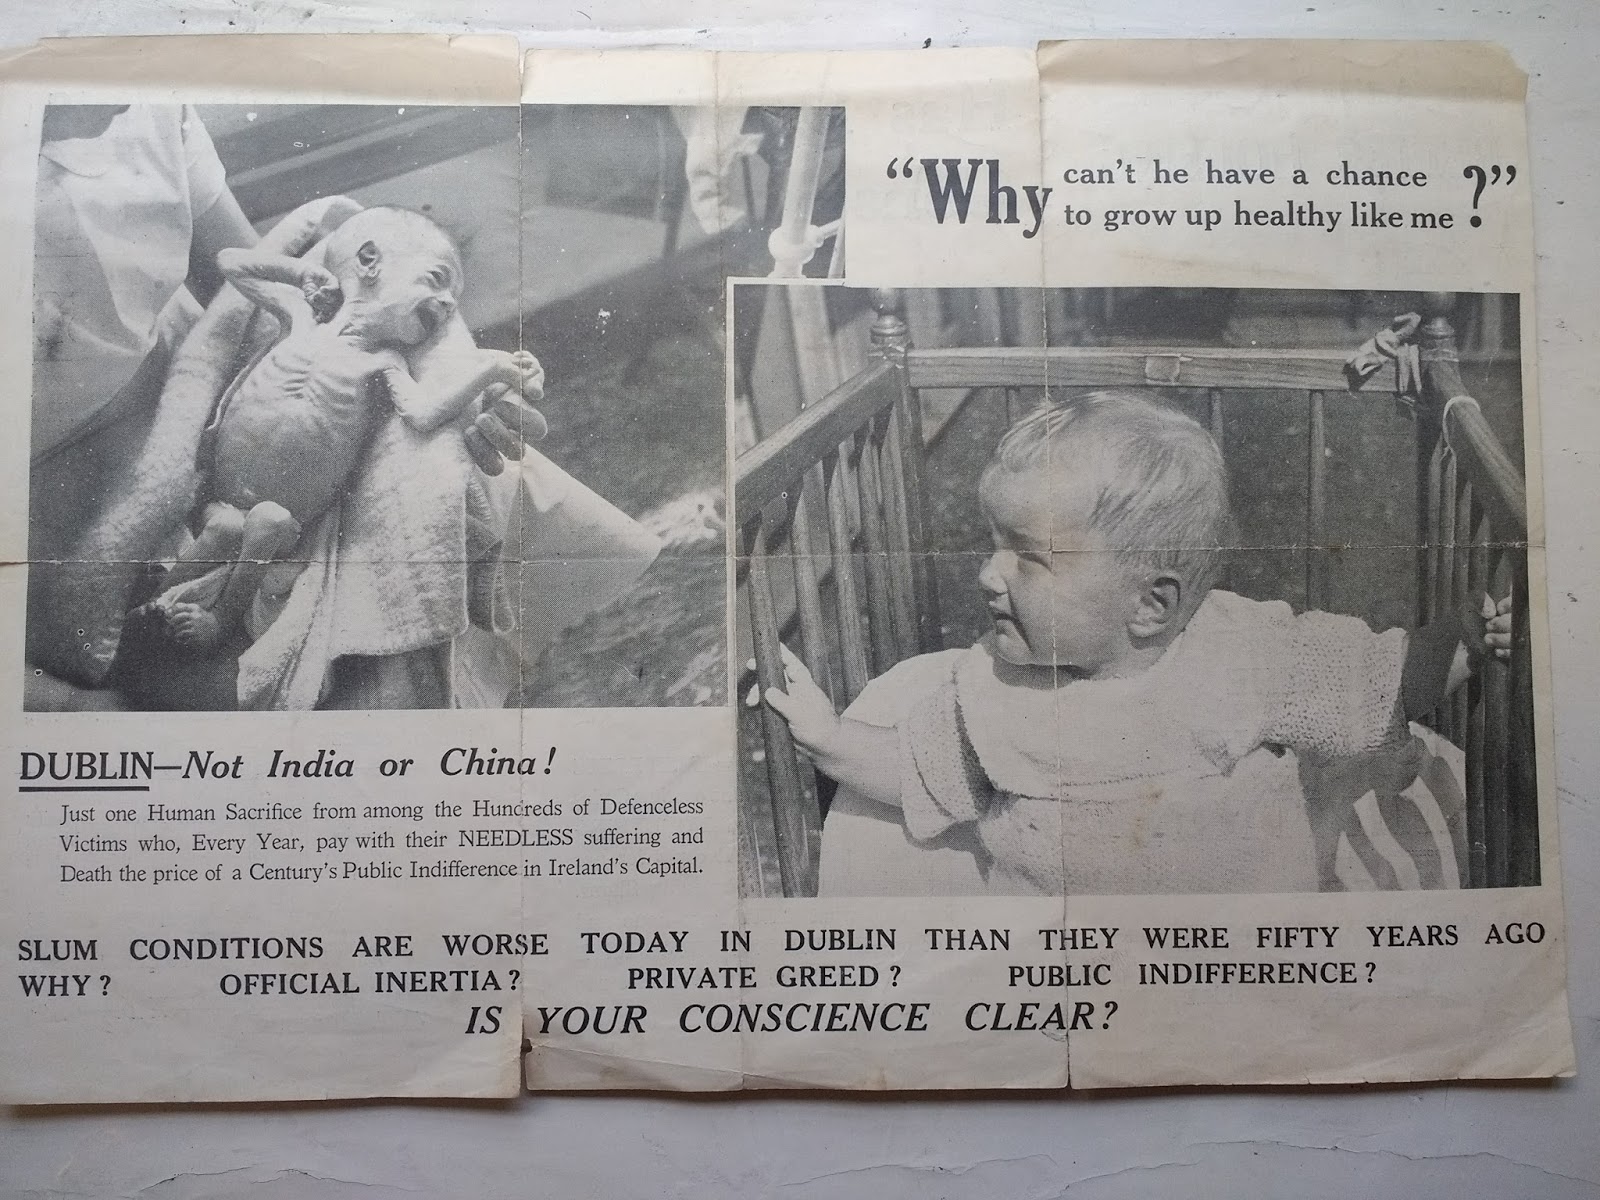 “Why can't he have a chance
to grow up healthy like me ?”
DUBLIN—Not India or China!
Just one Human Sacrifice from among the Hundreds of Defenceless
Victims who, Every Year, pay with their NEEDLESS suffering and
Death the price of a Century's Public Indifference in Ireland's Capital.
SLUM CONDITIONS ARE WORSE TODAY IN DUBLIN THAN THEY WERE FIFTY YEARS AGO
WHY? OFFICIAL INERTIA? PRIVATE GREED? PUBLIC INDIFFERENCE?
IS YOUR CONSCIENCE CLEAR?